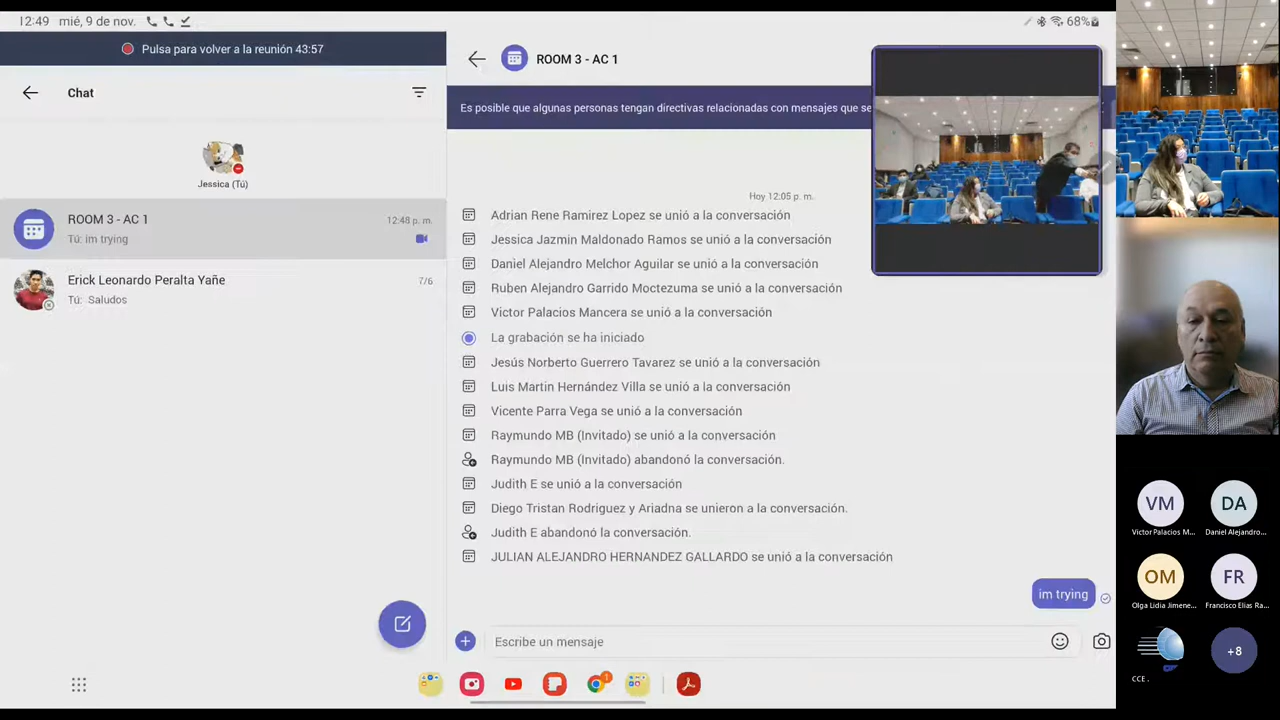 12:49 mié, 9 de nov.
68%
Pulsa para volver a la reunión 43:57
Chat
Jessica (Tú)
ROOM 3 - AC 1
12:48 p. m.
Tú: im trying
Erick Leonardo Peralta Yañe
7/6
Tú: Saludos
ROOM 3 - AC 1
Es posible que algunas personas tengan directivas relacionadas con mensajes que se
Hoy 12:05 p. m.
Adrian Rene Ramirez Lopez se unió a la conversación
Jessica Jazmin Maldonado Ramos se unió a la conversación
Daniel Alejandro Melchor Aguilar se unió a la conversación
Ruben Alejandro Garrido Moctezuma se unió a la conversación
Victor Palacios Mancera se unió a la conversación
La grabación se ha iniciado
Jesús Norberto Guerrero Tavarez se unió a la conversación
Luis Martin Hernández Villa se unió a la conversación
Vicente Parra Vega se unió a la conversación
Raymundo MB (Invitado) se unió a la conversación
Raymundo MB (Invitado) abandonó la conversación.
Judith E se unió a la conversación
Diego Tristan Rodriguez y Ariadna se unieron a la conversación.
Judith E abandonó la conversación.
JULIAN ALEJANDRO HERNANDEZ GALLARDO se unió a la conversación
im trying
Escribe un mensaje
1
VM
Victor Palacios M...
DA
Daniel Alejandro...
OM
Olga Lidia Jimene...
FR
Francisco Elias Ra...
CCE .
+8